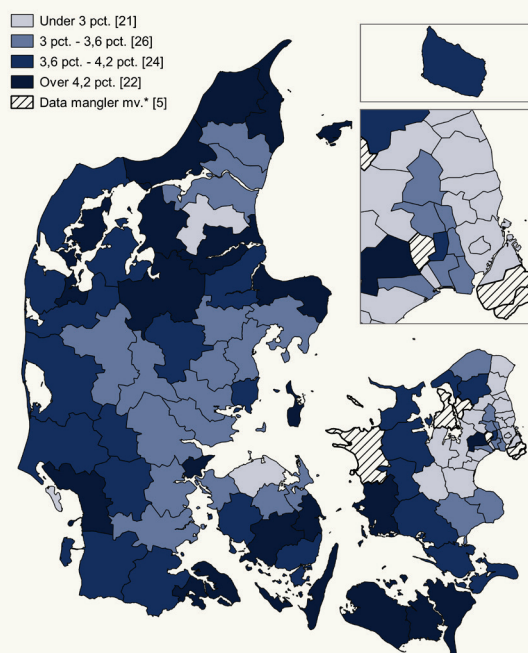 Under 3 pct. [21]
3 pct. - 3,6 pct. [26]
3,6 pct. - 4,2 pct. [24]
Over 4,2 pct. [22]
Data mangler mv.* [5]